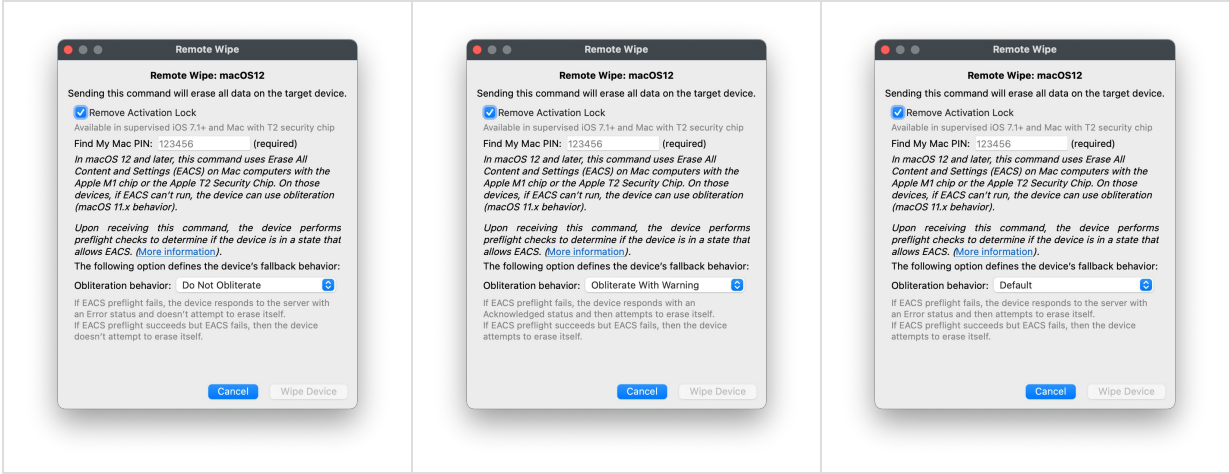 Remote Wipe
Remote Wipe: macOS12
Sending this command will erase all data on the target device.
Remove Activation Lock
Available in supervised iOS 7.1+ and Mac with T2 security chip
Find My Mac PIN: 123456 (required)
In macOS 12 and later, this command uses Erase All
Content and Settings (EACS) on Mac computers with the
Apple M1 chip or the Apple T2 Security Chip. On those
devices, if EACS can't run, the device can use obliteration
(macOS 11.x behavior).
Upon receiving this command, the device performs
preflight checks to determine if the device is in a state that
allows EACS. (More information).
The following option defines the device's fallback behavior:
Obliteration behavior: Do Not Obliterate
If EACS preflight fails, the device responds to the server with
an Error status and doesn't attempt to erase itself.
If EACS preflight succeeds but EACS fails, then the device
doesn't attempt to erase itself.
Cancel Wipe Device
Remote Wipe
Remote Wipe: macOS12
Sending this command will erase all data on the target device.
Remove Activation Lock
Available in supervised iOS 7.1+ and Mac with T2 security chip
Find My Mac PIN: 123456 (required)
In macOS 12 and later, this command uses Erase All
Content and Settings (EACS) on Mac computers with the
Apple M1 chip or the Apple T2 Security Chip. On those
devices, if EACS can't run, the device can use obliteration
(macOS 11.x behavior).
Upon receiving this command, the device performs
preflight checks to determine if the device is in a state that
allows EACS. (More information).
The following option defines the device's fallback behavior:
Obliteration behavior: Obliterate With Warning
If EACS preflight fails, the device responds with an
Acknowledged status and then attempts to erase itself.
If EACS preflight succeeds but EACS fails, then the device
attempts to erase itself.
Cancel Wipe Device
Remote Wipe
Remote Wipe: macOS12
Sending this command will erase all data on the target device.
Remove Activation Lock
Available in supervised iOS 7.1+ and Mac with T2 security chip
Find My Mac PIN: 123456 (required)
In macOS 12 and later, this command uses Erase All
Content and Settings (EACS) on Mac computers with the
Apple M1 chip or the Apple T2 Security Chip. On those
devices, if EACS can't run, the device can use obliteration
(macOS 11.x behavior).
Upon receiving this command, the device performs
preflight checks to determine if the device is in a state that
allows EACS. (More information).
The following option defines the device's fallback behavior:
Obliteration behavior: Default
If EACS preflight fails, the device responds to the server with
an Error status and then attempts to erase itself.
If EACS preflight succeeds but EACS fails, then the device
attempts to erase itself.
Cancel Wipe Device